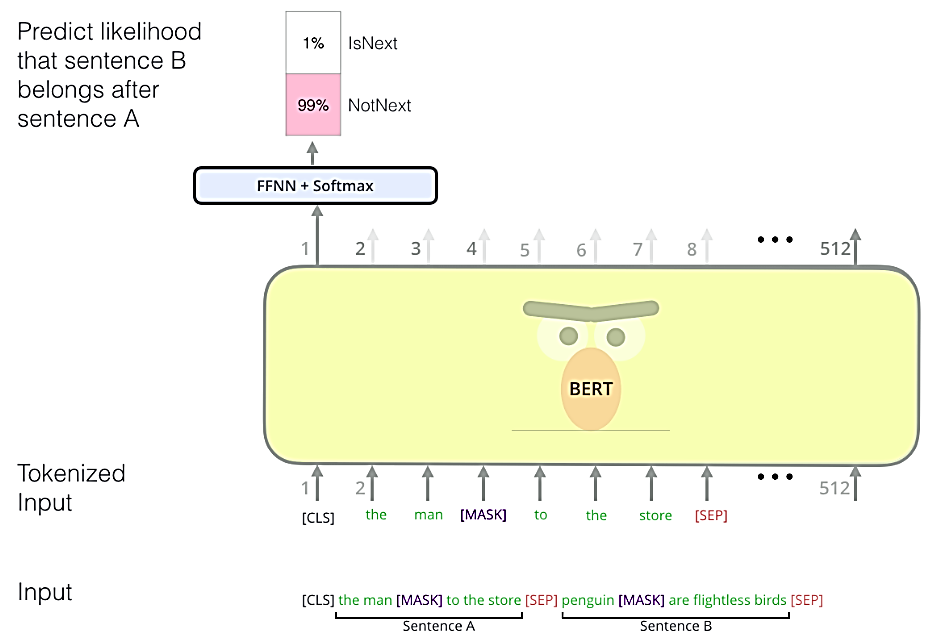 Predict likelihood
that sentence B
belongs after
sentence A
1% IsNext
99% NotNext
FFNN + Softmax
1 2 3 4 5 6 7 8 ••• 512
BERT
Tokenized
Input
1 2 ••• 512
[CLS] the man [MASK] to the store [SEP]
Input
[CLS] the man [MASK] to the store [SEP] penguin [MASK] are flightless birds [SEP]
Sentence A Sentence B